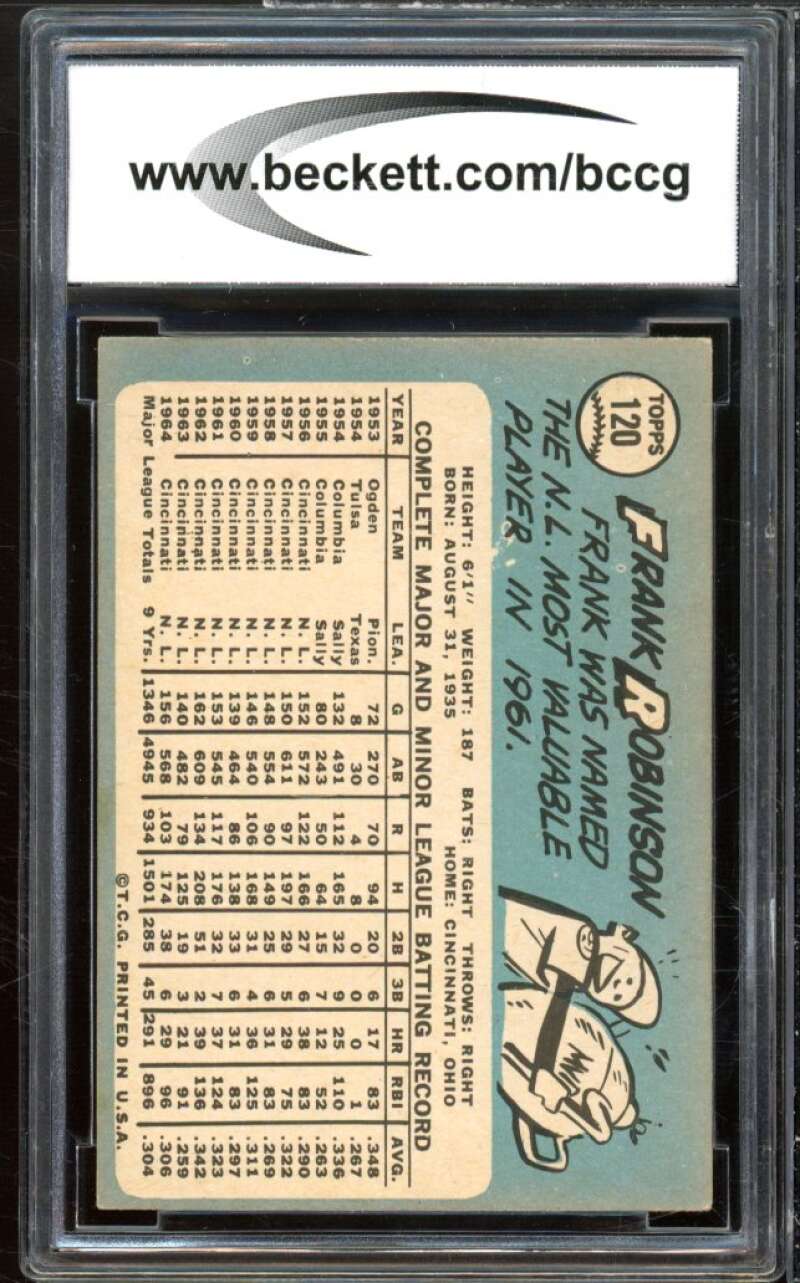 www.beckett.com/bccg
TOPPS
120
FRANK ROBINSON
FRANK WAS NAMED
THE N.L. MOST VALUABLE
PLAYER IN 1961.
MVP
HEIGHT: 6'1" WEIGHT: 187 BATS: RIGHT THROWS: RIGHT
BORN: AUGUST 31, 1935 HOME: CINCINNATI, OHIO
COMPLETE MAJOR AND MINOR LEAGUE BATTING RECORD
YEAR TEAM LEA. G AB R H 2B 3B HR RBI AVG.
1953 Ogden Pion. 72 270 70 94 20 6 17 83 .348
1954 Tulsa Texas 8 30 4 8 0 0 0 1 .267
1954 Columbia Sally 132 491 112 165 32 9 25 110 .336
1955 Columbia Sally 80 243 50 64 15 7 12 52 .263
1956 Cincinnati N. L. 152 572 122 166 27 6 38 83 .290
1957 Cincinnati N. L. 150 611 97 197 29 5 29 75 .322
1958 Cincinnati N. L. 148 554 90 149 25 6 31 83 .269
1959 Cincinnati N. L. 146 540 106 168 31 4 36 125 .311
1960 Cincinnati N. L. 139 464 86 138 33 6 31 83 .297
1961 Cincinnati N. L. 153 545 117 176 32 7 37 124 .323
1962 Cincinnati N. L. 162 609 134 208 51 2 39 136 .342
1963 Cincinnati N. L. 140 482 79 125 19 3 21 91 .259
1964 Cincinnati N. L. 156 568 103 174 38 6 29 96 .306
Major League Totals 9 Yrs. 1346 4945 934 1501 285 45 291 896 .304
©T.C.G. PRINTED IN U.S.A.